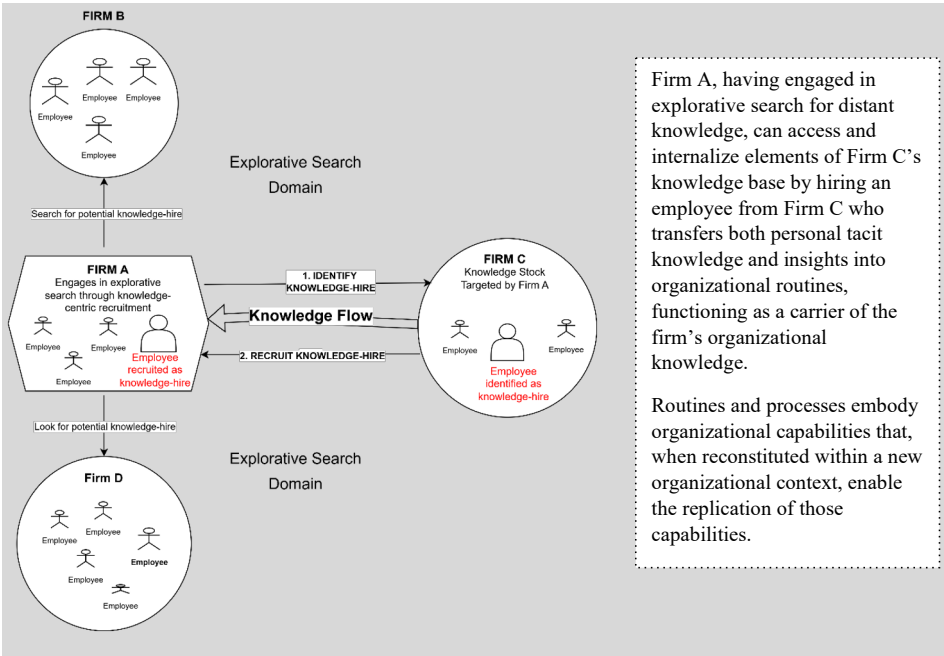 FIRM B
Employee
Employee
Employee
Employee
Explorative Search
Domain
Search for potential knowledge-hire
FIRM A
Engages in explorative
search through knowledge-
centric recruitment
Employee
Employee
Employee
Employee
recruited as
knowledge-hire
1. IDENTIFY
KNOWLEDGE-HIRE
Knowledge Flow
2. RECRUIT KNOWLEDGE-HIRE
FIRM C
Knowledge Stock
Targeted by Firm A
Employee
Employee
Employee
identified as
knowledge-hire
Look for potential knowledge-hire
Explorative Search
Domain
Firm D
Employee
Employee
Employee
Employee
Employee
Firm A, having engaged in
explorative search for distant
knowledge, can access and
internalize elements of Firm C’s
knowledge base by hiring an
employee from Firm C who
transfers both personal tacit
knowledge and insights into
organizational routines,
functioning as a carrier of the
firm’s organizational
knowledge.
Routines and processes embody
organizational capabilities that,
when reconstituted within a new
organizational context, enable
the replication of those
capabilities.